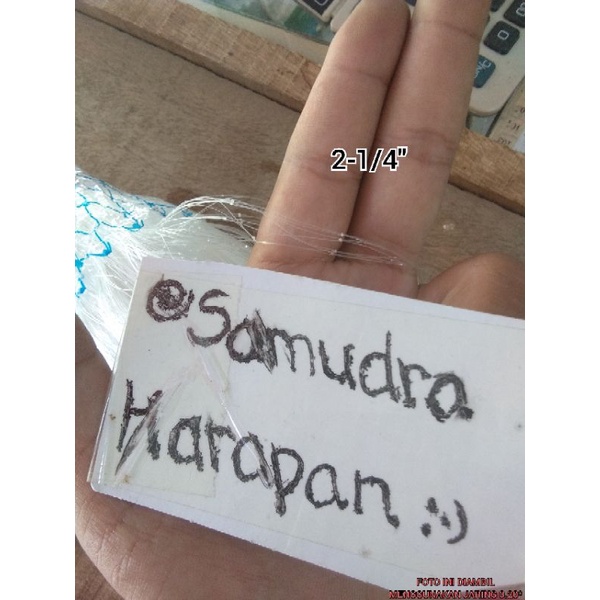 2-1/4"
@Samudra
Harapan :)
FOTO INI DIAMBIL